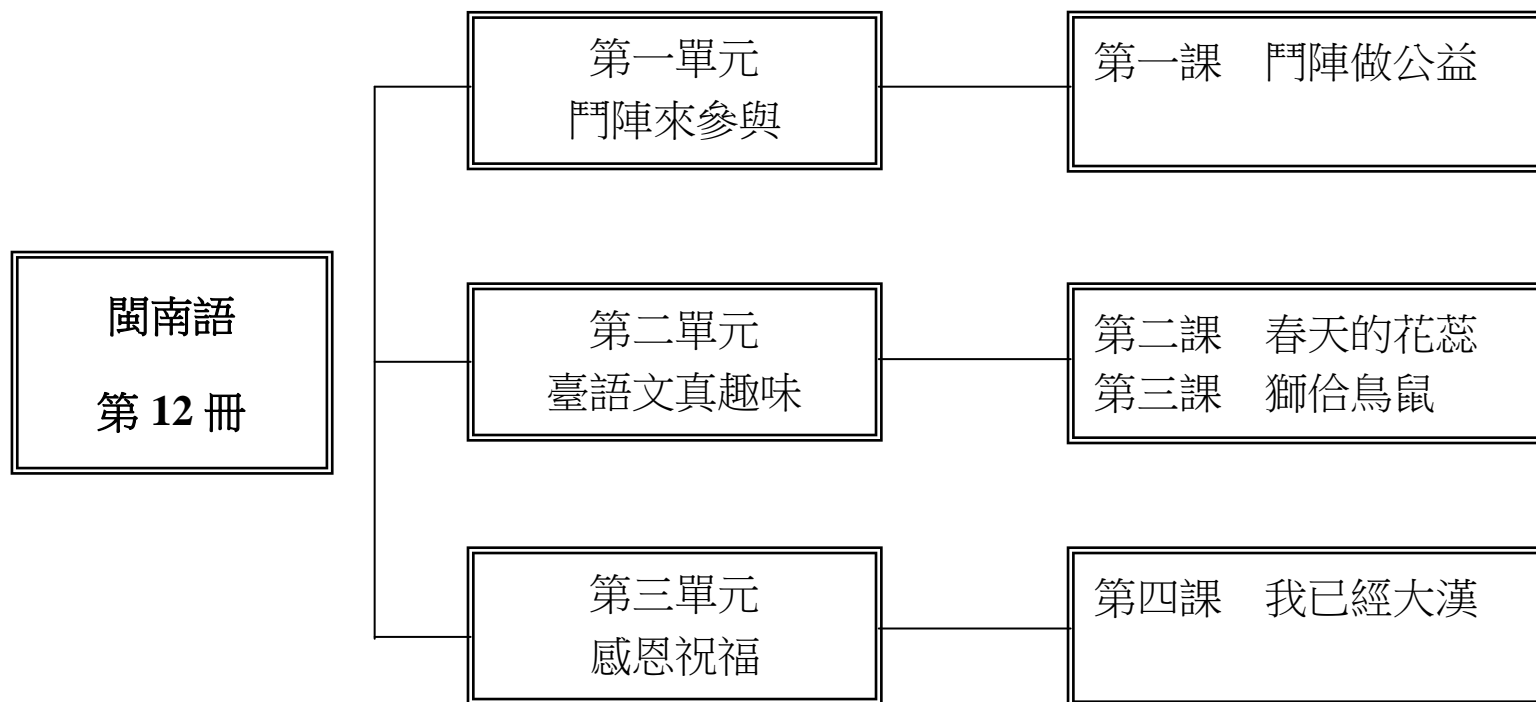 閩南語
第 12 冊
第一單元
鬥陣來參與
第一課　鬥陣做公益
第二單元
臺語文真趣味
第二課　春天的花蕊
第三課　獅佮鳥鼠
第三單元
感恩祝福
第四課　我已經大漢